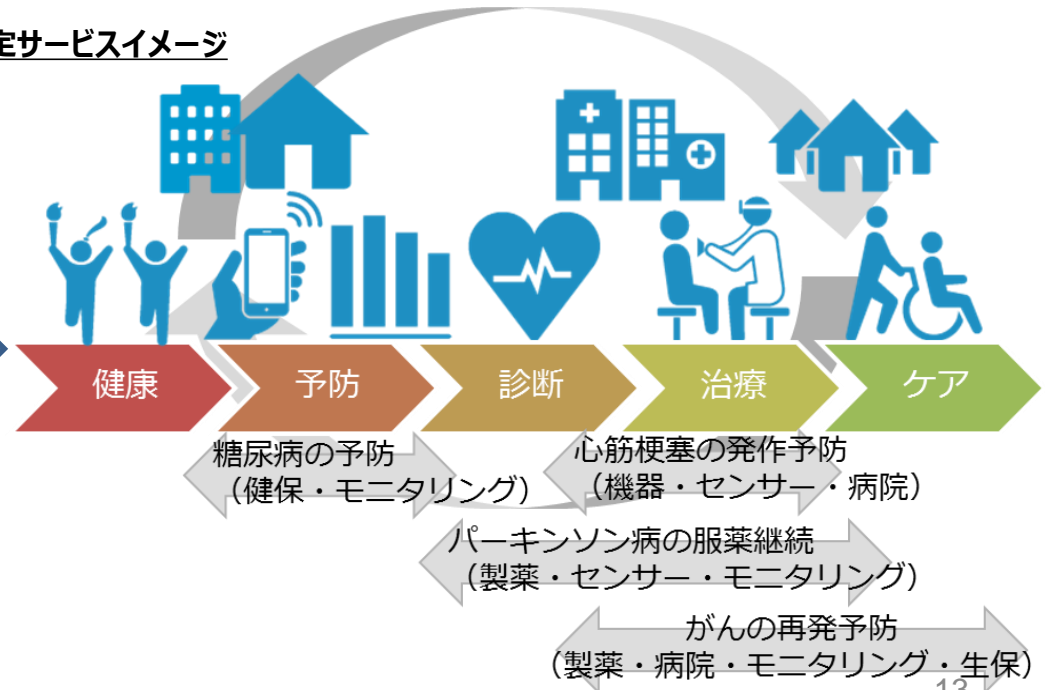 定サービスイメージ
健康
予防
診断
治療
ケア
糖尿病の予防
（健保・モニタリング）
心筋梗塞の発作予防
（機器・センサー・病院）
パーキンソン病の服薬継続
（製薬・センサー・モニタリング）
がんの再発予防
（製薬・病院・モニタリング・生保）
13